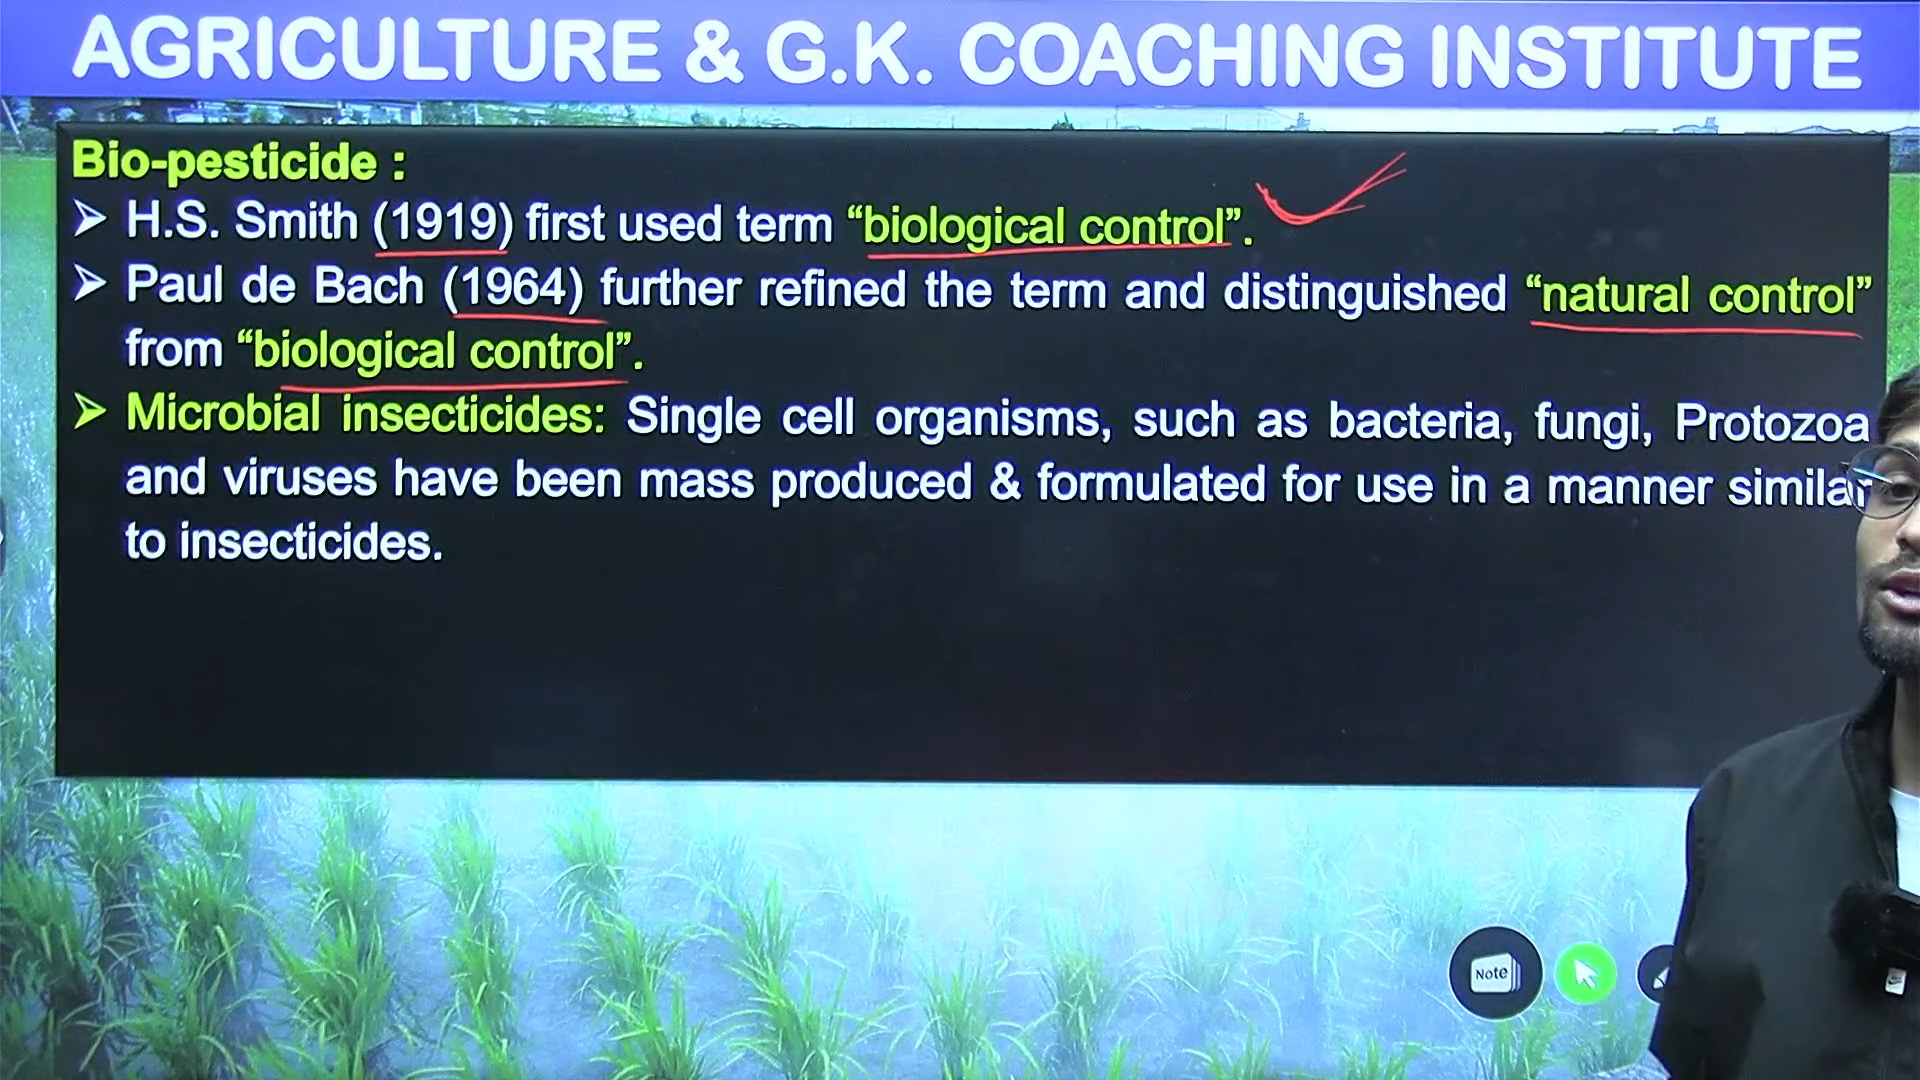 AGRICULTURE & G.K. COACHING INSTITUTE
Bio-pesticide :
➢ H.S. Smith (1919) first used term “biological control”.
➢ Paul de Bach (1964) further refined the term and distinguished “natural control”
from “biological control”.
➢ Microbial insecticides: Single cell organisms, such as bacteria, fungi, Protozoa
and viruses have been mass produced & formulated for use in a manner similar
to insecticides.
Note